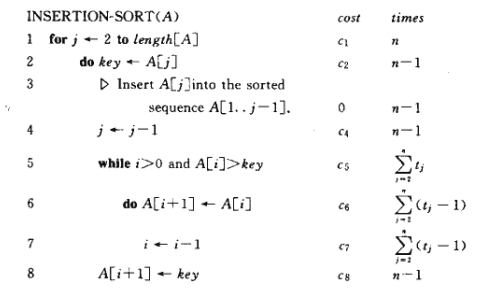 INSERTION-SORT(A) cost times
1 for j ← 2 to length[A] c₁ n
2 do key ← A[j] c₂ n−1
3 ▷ Insert A[j]into the sorted
sequence A[1..j−1]. 0 n−1
4 j ← j−1 c₄ n−1
5 while i>0 and A[i]>key c₅ ∑_{j=2}^{n} t_j
6 do A[i+1] ← A[i] c₆ ∑_{j=2}^{n} (t_j − 1)
7 i ← i−1 c₇ ∑_{j=2}^{n} (t_j − 1)
8 A[i+1] ← key c₈ n−1